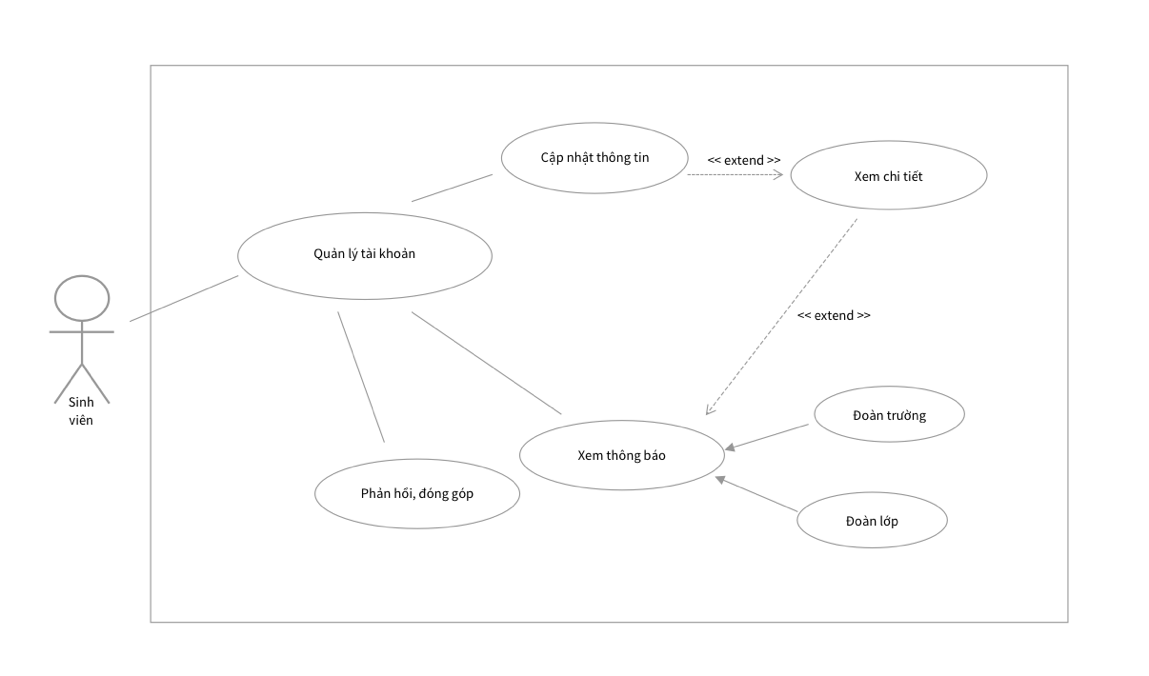 Cập nhật thông tin
<< extend >>
Xem chi tiết
Quản lý tài khoản
<< extend >>
Sinh
viên
Đoàn trường
Xem thông báo
Phản hồi, đóng góp
Đoàn lớp